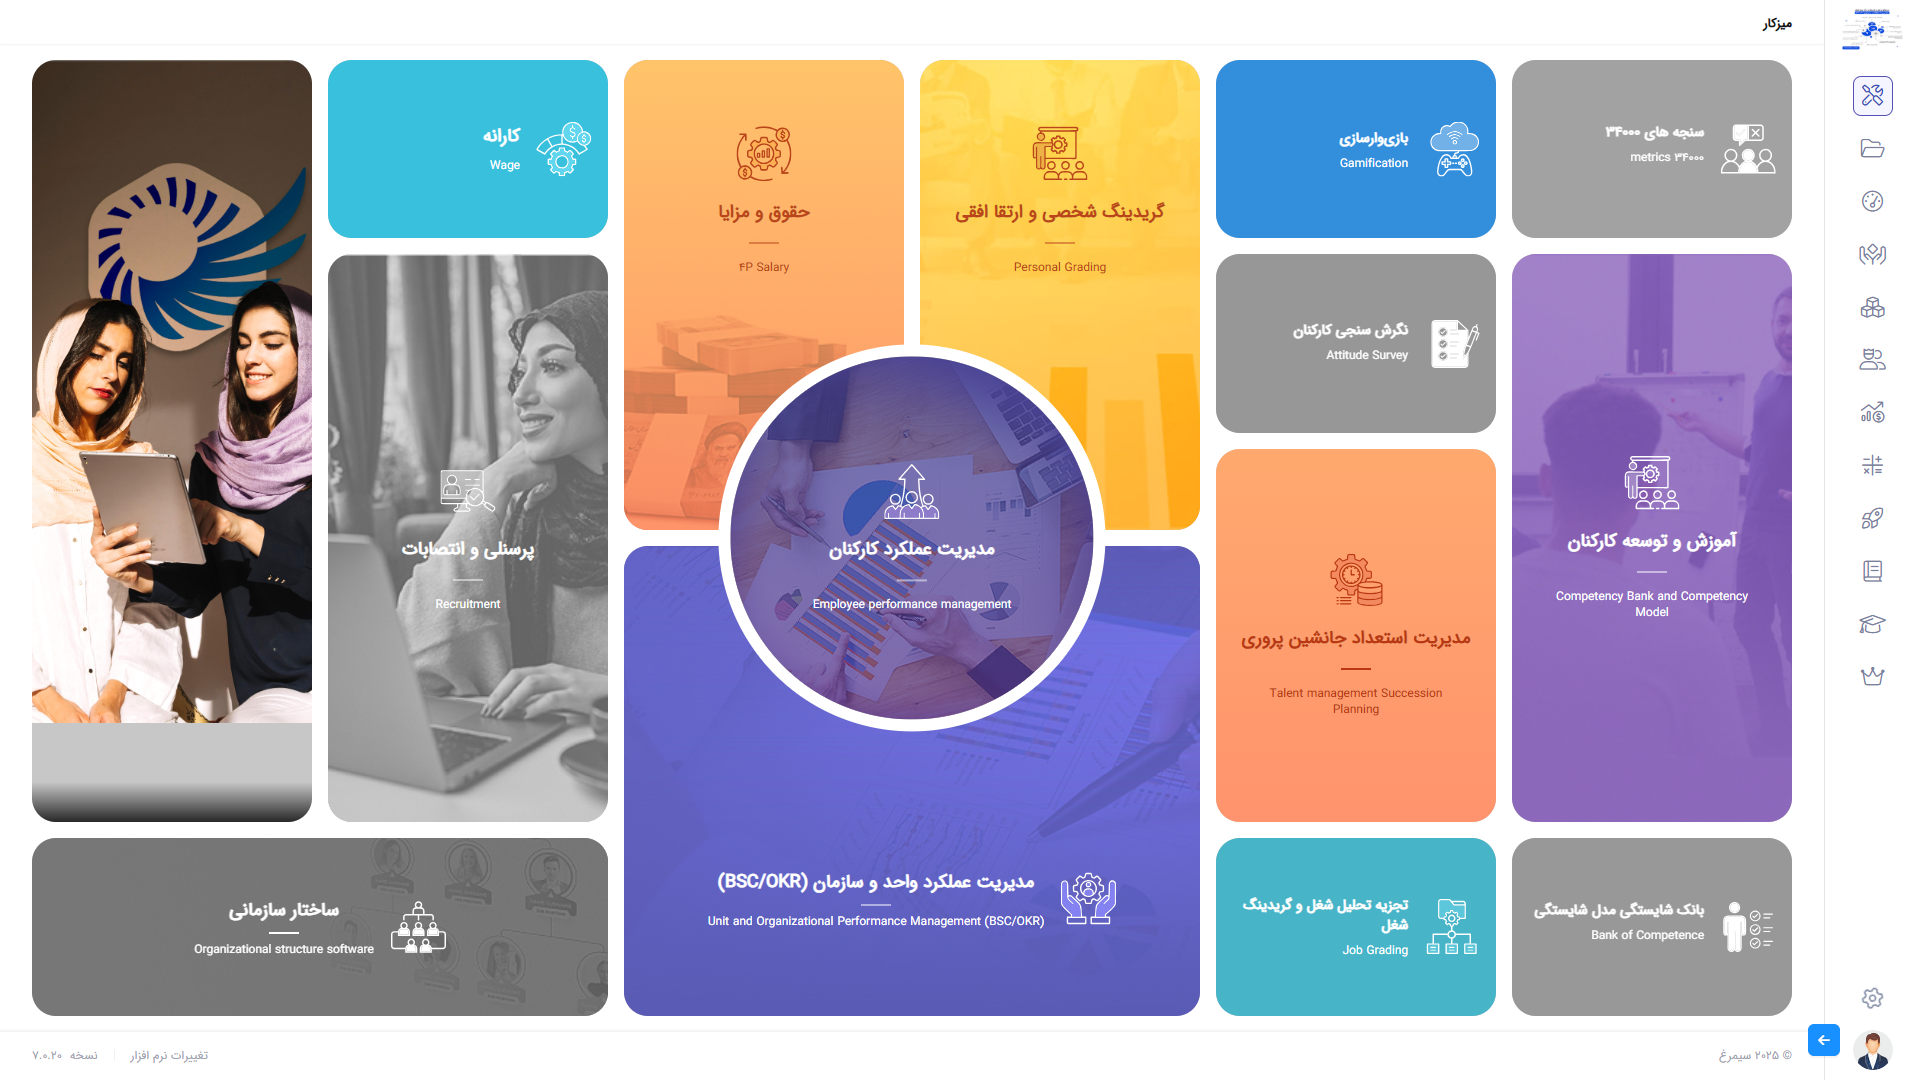 میزکار
سنجه های ۳۴۰۰۰
metrics ۳۴۰۰۰
بازی‌وارسازی
Gamification
گریدینگ شخصی و ارتقا افقی
Personal Grading
حقوق و مزایا
۴P Salary
کارانه
Wage
نگرش سنجی کارکنان
Attitude Survey
آموزش و توسعه کارکنان
Competency Bank and Competency
Model
مدیریت استعداد جانشین پروری
Talent management Succession
Planning
مدیریت عملکرد کارکنان
Employee performance management
پرسنلی و انتصابات
Recruitment
بانک شایستگی مدل شایستگی
Bank of Competence
تجزیه تحلیل شغل و گریدینگ
شغل
Job Grading
مدیریت عملکرد واحد و سازمان (BSC/OKR)
Unit and Organizational Performance Management (BSC/OKR)
ساختار سازمانی
Organizational structure software
© ۲۰۲۵ سیمرغ
تغییرات نرم افزار
نسخه ۷.۰.۲۰